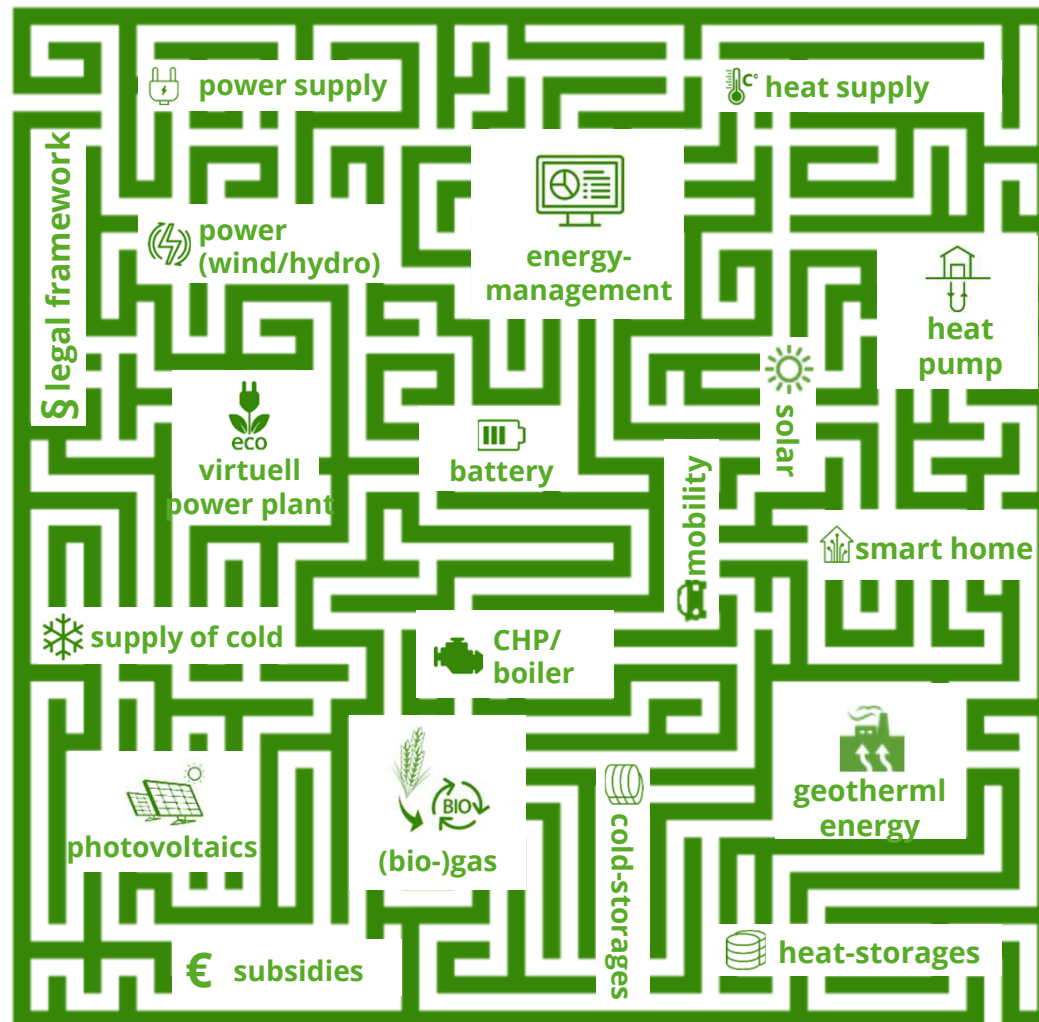 power supply
C°
heat supply
§ legal framework
power
(wind/hydro)
energy-
management
heat
pump
solar
eco
virtuell
power plant
battery
mobility
smart home
supply of cold
CHP/
boiler
photovoltaics
BIO
(bio-)gas
cold-storages
geotherml
energy
€ subsidies
heat-storages